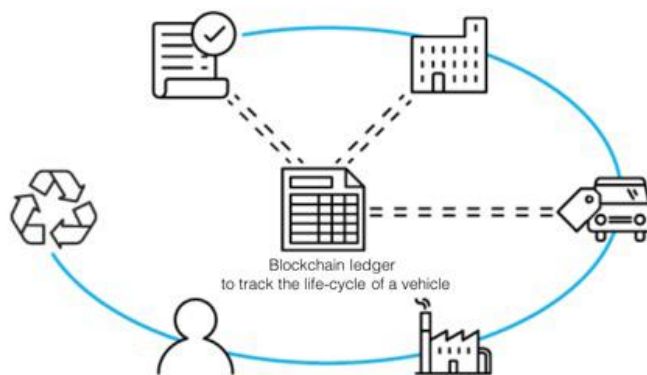 Blockchain ledger
to track the life-cycle of a vehicle